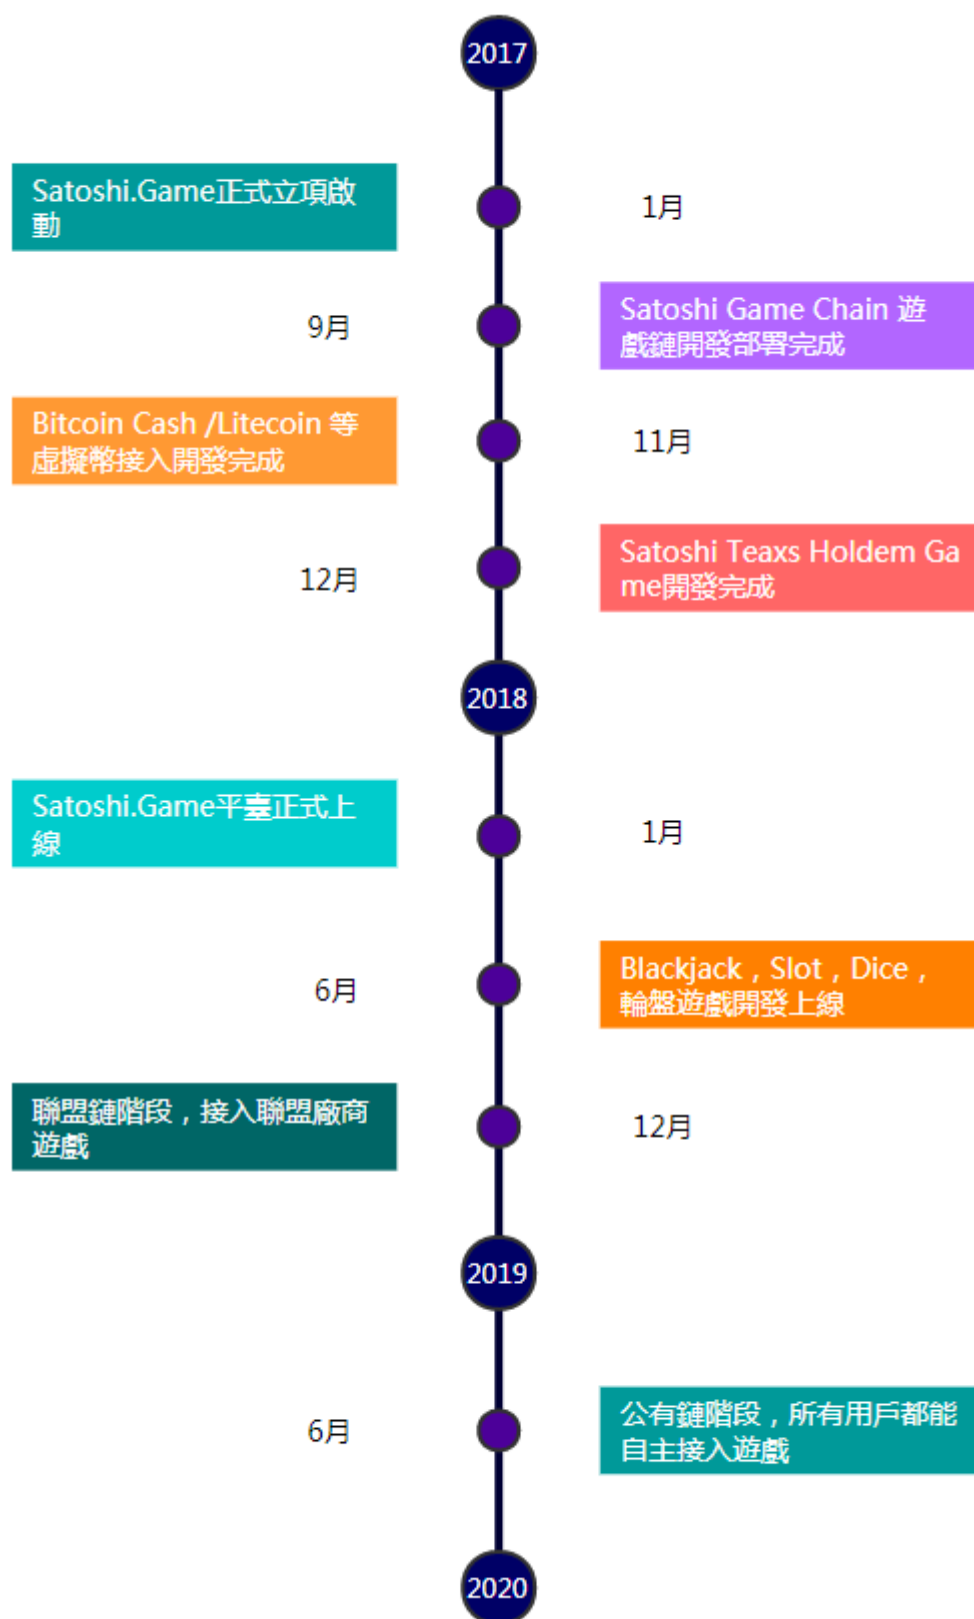 2017
Satoshi.Game正式立項啟
動
1月
9月
Satoshi Game Chain 遊
戲鏈開發部署完成
Bitcoin Cash /Litecoin 等
虛擬幣接入開發完成
11月
12月
Satoshi Teaxs Holdem Ga
me開發完成
2018
Satoshi.Game平臺正式上
線
1月
6月
Blackjack，Slot，Dice，
輪盤遊戲開發上線
聯盟鏈階段，接入聯盟廠商
遊戲
12月
2019
6月
公有鏈階段，所有用戶都能
自主接入遊戲
2020